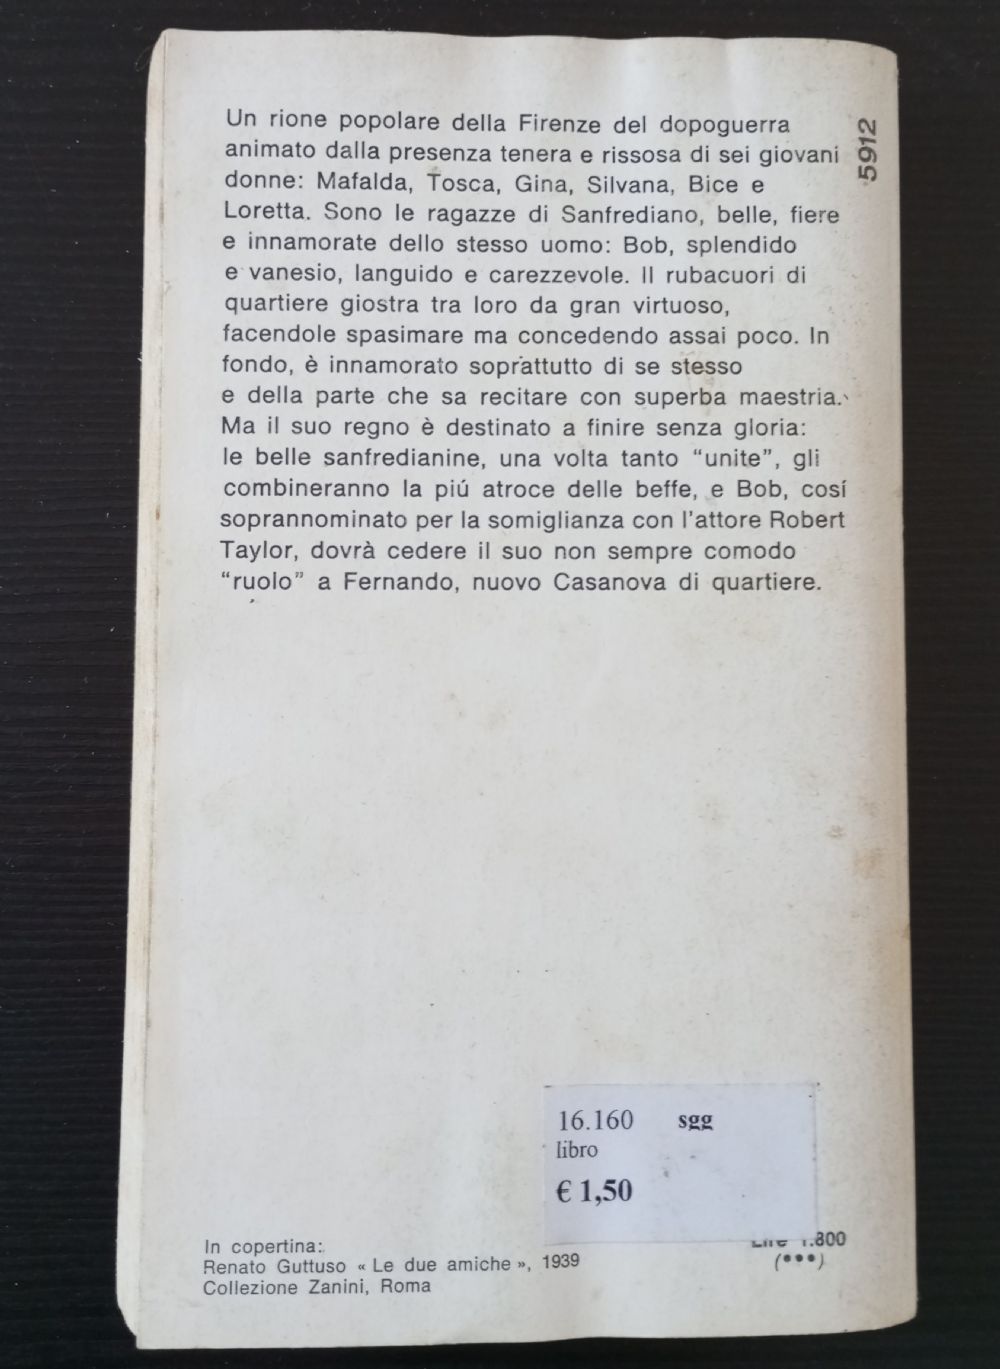 Un rione popolare della Firenze del dopoguerra
animato dalla presenza tenera e rissosa di sei giovani
donne: Mafalda, Tosca, Gina, Silvana, Bice e
Loretta. Sono le ragazze di Sanfrediano, belle, fiere
e innamorate dello stesso uomo: Bob, splendido
e vanesio, languido e carezzevole. Il rubacuori di
quartiere giostra tra loro da gran virtuoso,
facendole spasimare ma concedendo assai poco. In
fondo, è innamorato soprattutto di se stesso
e della parte che sa recitare con superba maestria.
Ma il suo regno è destinato a finire senza gloria:
le belle sanfredianine, una volta tanto “unite”, gli
combineranno la piú atroce delle beffe, e Bob, cosí
soprannominato per la somiglianza con l'attore Robert
Taylor, dovrà cedere il suo non sempre comodo
“ruolo” a Fernando, nuovo Casanova di quartiere.
5912
16.160 sgg
libro
€ 1,50
Lire 1.800
(•••)
In copertina:
Renato Guttuso « Le due amiche », 1939
Collezione Zanini, Roma